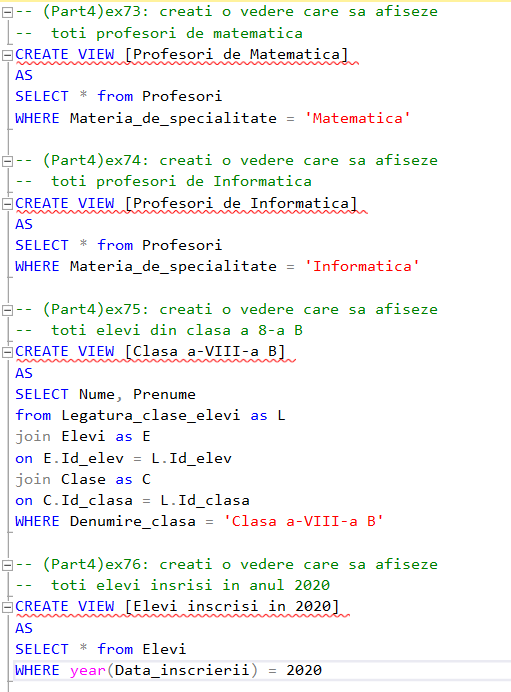 -- (Part4)ex73: creati o vedere care sa afiseze
--  toti profesori de matematica
CREATE VIEW [Profesori de Matematica]
AS
SELECT * from Profesori
WHERE Materia_de_specialitate = 'Matematica'
-- (Part4)ex74: creati o vedere care sa afiseze
--  toti profesori de Informatica
CREATE VIEW [Profesori de Informatica]
AS
SELECT * from Profesori
WHERE Materia_de_specialitate = 'Informatica'
-- (Part4)ex75: creati o vedere care sa afiseze
--  toti elevi din clasa a 8-a B
CREATE VIEW [Clasa a-VIII-a B]
AS
SELECT Nume, Prenume
from Legatura_clase_elevi as L
join Elevi as E
on E.Id_elev = L.Id_elev
join Clase as C
on C.Id_clasa = L.Id_clasa
WHERE Denumire_clasa = 'Clasa a-VIII-a B'
-- (Part4)ex76: creati o vedere care sa afiseze
--  toti elevi insrisi in anul 2020
CREATE VIEW [Elevi inscrisi in 2020]
AS
SELECT * from Elevi
WHERE year(Data_inscrierii) = 2020